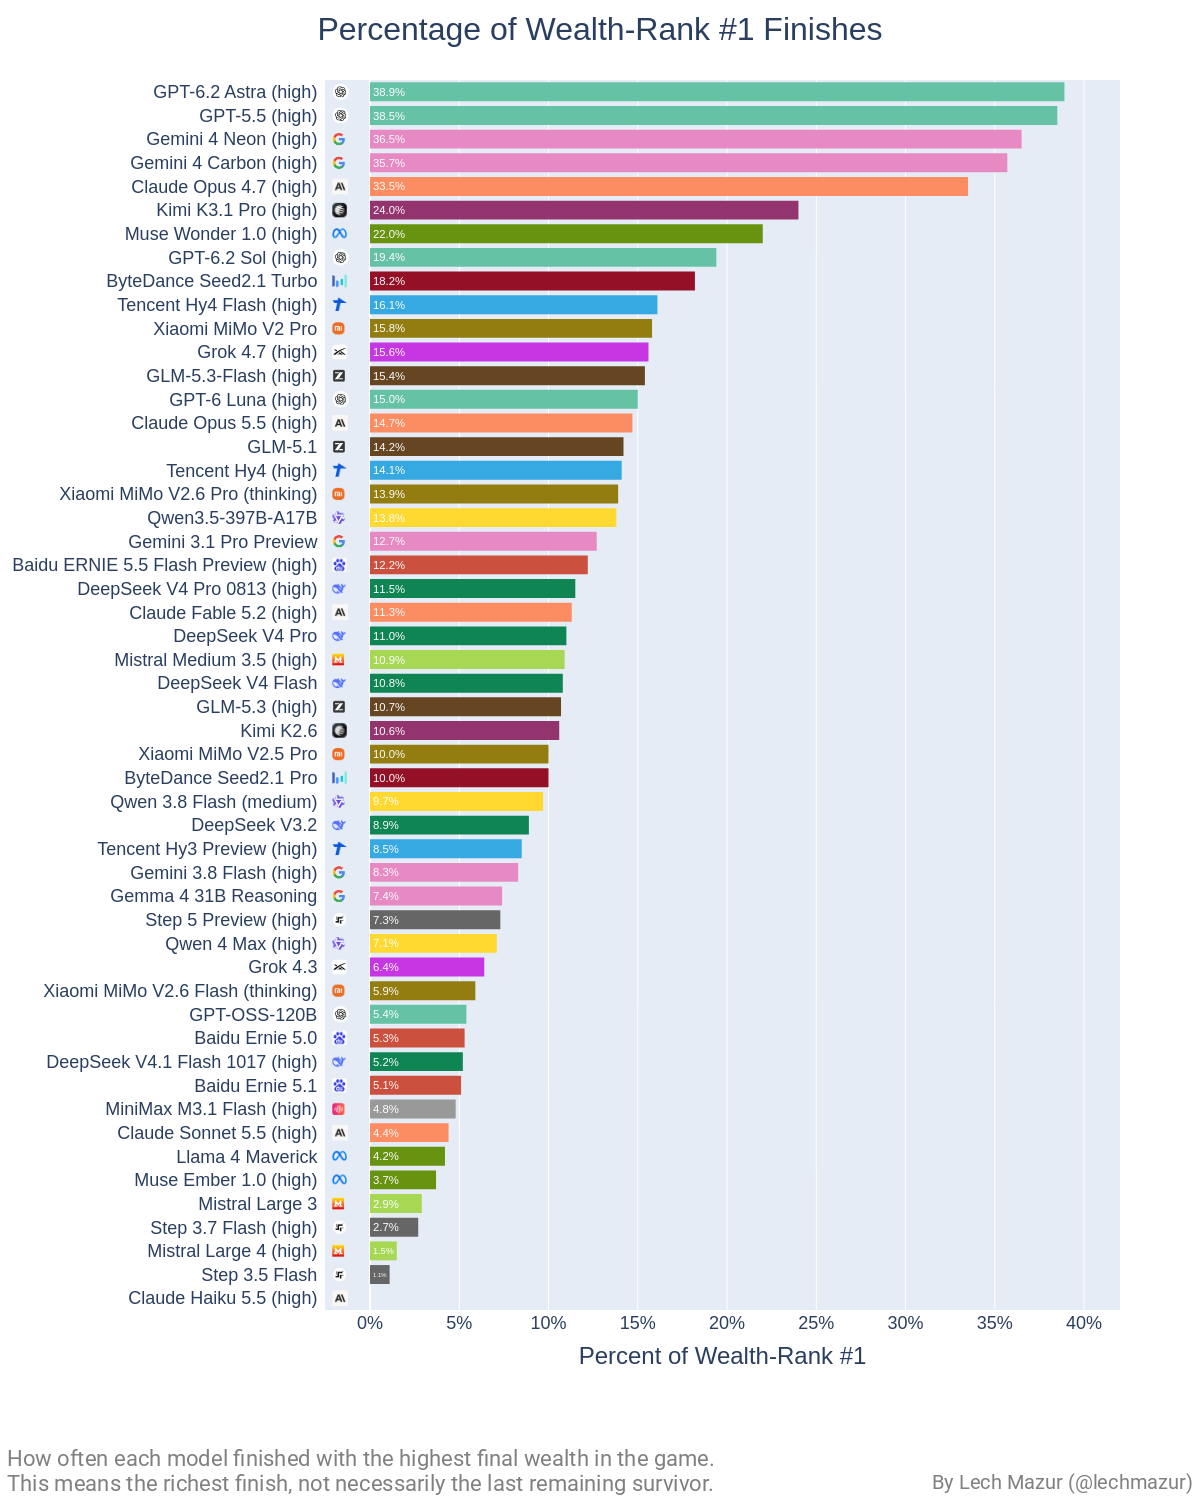 Percentage of Wealth-Rank #1 Finishes
GPT-6.2 Astra (high) 38.9%
GPT-5.5 (high) 38.5%
Gemini 4 Neon (high) 36.5%
Gemini 4 Carbon (high) 35.7%
Claude Opus 4.7 (high) 33.5%
Kimi K3.1 Pro (high) 24.0%
Muse Wonder 1.0 (high) 22.0%
GPT-6.2 Sol (high) 19.4%
ByteDance Seed2.1 Turbo 18.2%
Tencent Hy4 Flash (high) 16.1%
Xiaomi MiMo V2 Pro 15.8%
Grok 4.7 (high) 15.6%
GLM-5.3-Flash (high) 15.4%
GPT-6 Luna (high) 15.0%
Claude Opus 5.5 (high) 14.7%
GLM-5.1 14.2%
Tencent Hy4 (high) 14.1%
Xiaomi MiMo V2.6 Pro (thinking) 13.9%
Qwen3.5-397B-A17B 13.8%
Gemini 3.1 Pro Preview 12.7%
Baidu ERNIE 5.5 Flash Preview (high) 12.2%
DeepSeek V4 Pro 0813 (high) 11.5%
Claude Fable 5.2 (high) 11.3%
DeepSeek V4 Pro 11.0%
Mistral Medium 3.5 (high) 10.9%
DeepSeek V4 Flash 10.8%
GLM-5.3 (high) 10.7%
Kimi K2.6 10.6%
Xiaomi MiMo V2.5 Pro 10.0%
ByteDance Seed2.1 Pro 10.0%
Qwen 3.8 Flash (medium) 9.7%
DeepSeek V3.2 8.9%
Tencent Hy3 Preview (high) 8.5%
Gemini 3.8 Flash (high) 8.3%
Gemma 4 31B Reasoning 7.4%
Step 5 Preview (high) 7.3%
Qwen 4 Max (high) 7.1%
Grok 4.3 6.4%
Xiaomi MiMo V2.6 Flash (thinking) 5.9%
GPT-OSS-120B 5.4%
Baidu Ernie 5.0 5.3%
DeepSeek V4.1 Flash 1017 (high) 5.2%
Baidu Ernie 5.1 5.1%
MiniMax M3.1 Flash (high) 4.8%
Claude Sonnet 5.5 (high) 4.4%
Llama 4 Maverick 4.2%
Muse Ember 1.0 (high) 3.7%
Mistral Large 3 2.9%
Step 3.7 Flash (high) 2.7%
Mistral Large 4 (high) 1.5%
Step 3.5 Flash 1.1%
Claude Haiku 5.5 (high)
0% 5% 10% 15% 20% 25% 30% 35% 40%
Percent of Wealth-Rank #1
How often each model finished with the highest final wealth in the game.
This means the richest finish, not necessarily the last remaining survivor.
By Lech Mazur (@lechmazur)